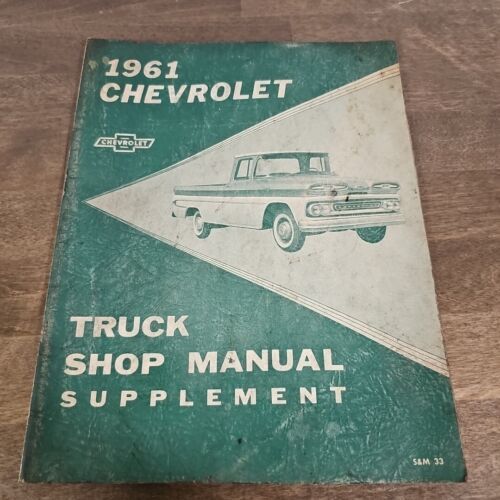 1961
CHEVROLET
CHEVROLET
TRUCK
SHOP MANUAL
SUPPLEMENT
S&M 33